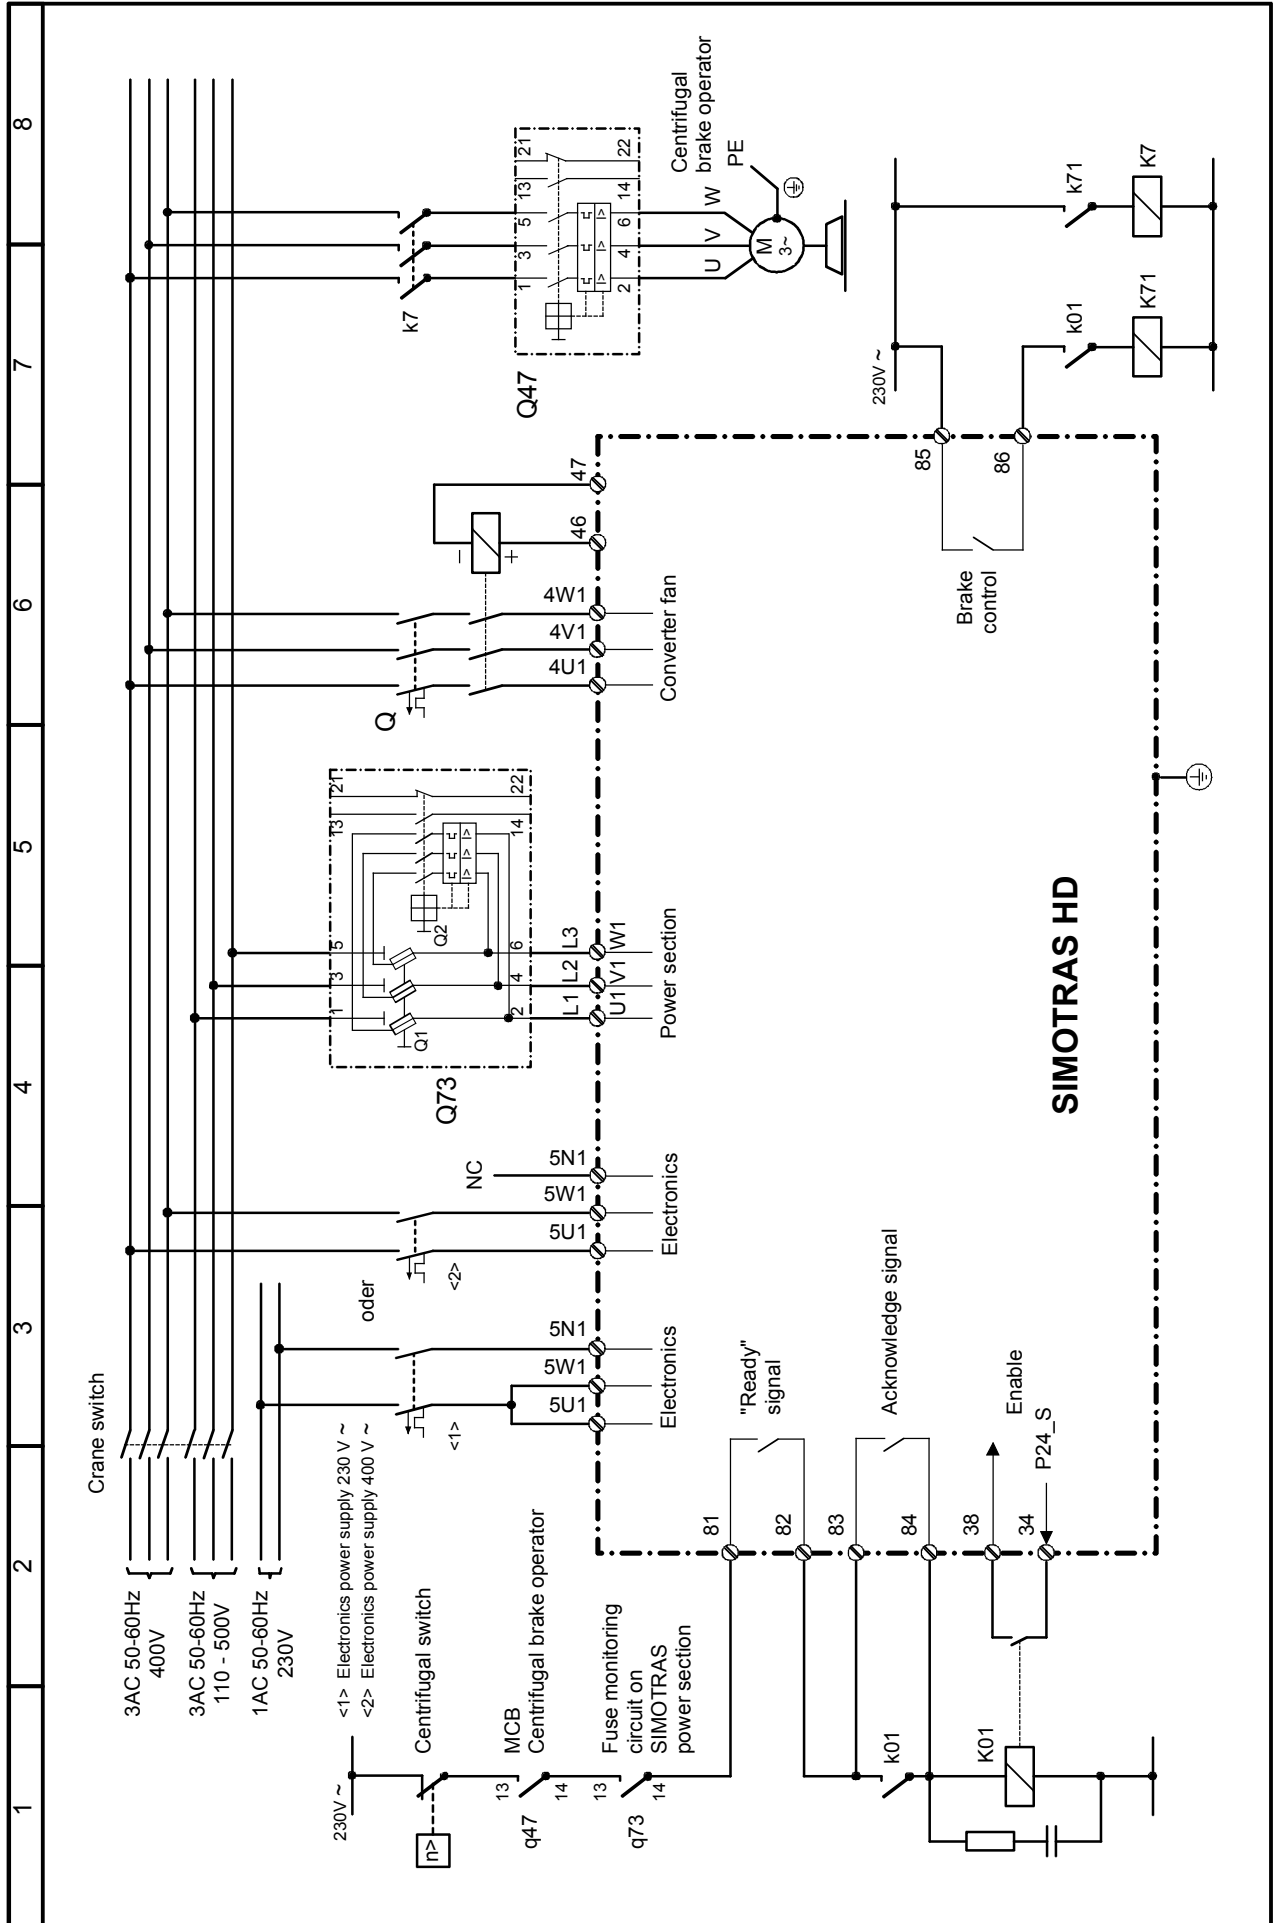 1
2
3
4
5
6
7
8
Crane switch
3AC 50-60Hz
400V
3AC 50-60Hz
110 - 500V
1AC 50-60Hz
230V
<1> Electronics power supply 230 V ~
<2> Electronics power supply 400 V ~
230V ~
n>
Centrifugal switch
13
14
q47
MCB
Centrifugal brake operator
13
14
q73
Fuse monitoring
circuit on
SIMOTRAS
power section
k01
K01
<1>
5U1
5W1
5N1
Electronics
oder
<2>
5U1
5W1
5N1
NC
Electronics
Q73
1
3
5
13
21
Q1
Q2
I>
I>
I>
2
4
6
14
22
L1
L2
L3
U1
V1
W1
Power section
Q
4U1
4V1
4W1
Converter fan
-
+
46
47
k7
Q47
1
3
5
13
21
I>
I>
I>
2
4
6
14
22
U
V
W
M
3~
PE
Centrifugal
brake operator
81
82
83
84
38
34
"Ready"
signal
Acknowledge signal
Enable
P24_S
SIMOTRAS HD
Brake
control
85
86
230V ~
k01
K71
k71
K7